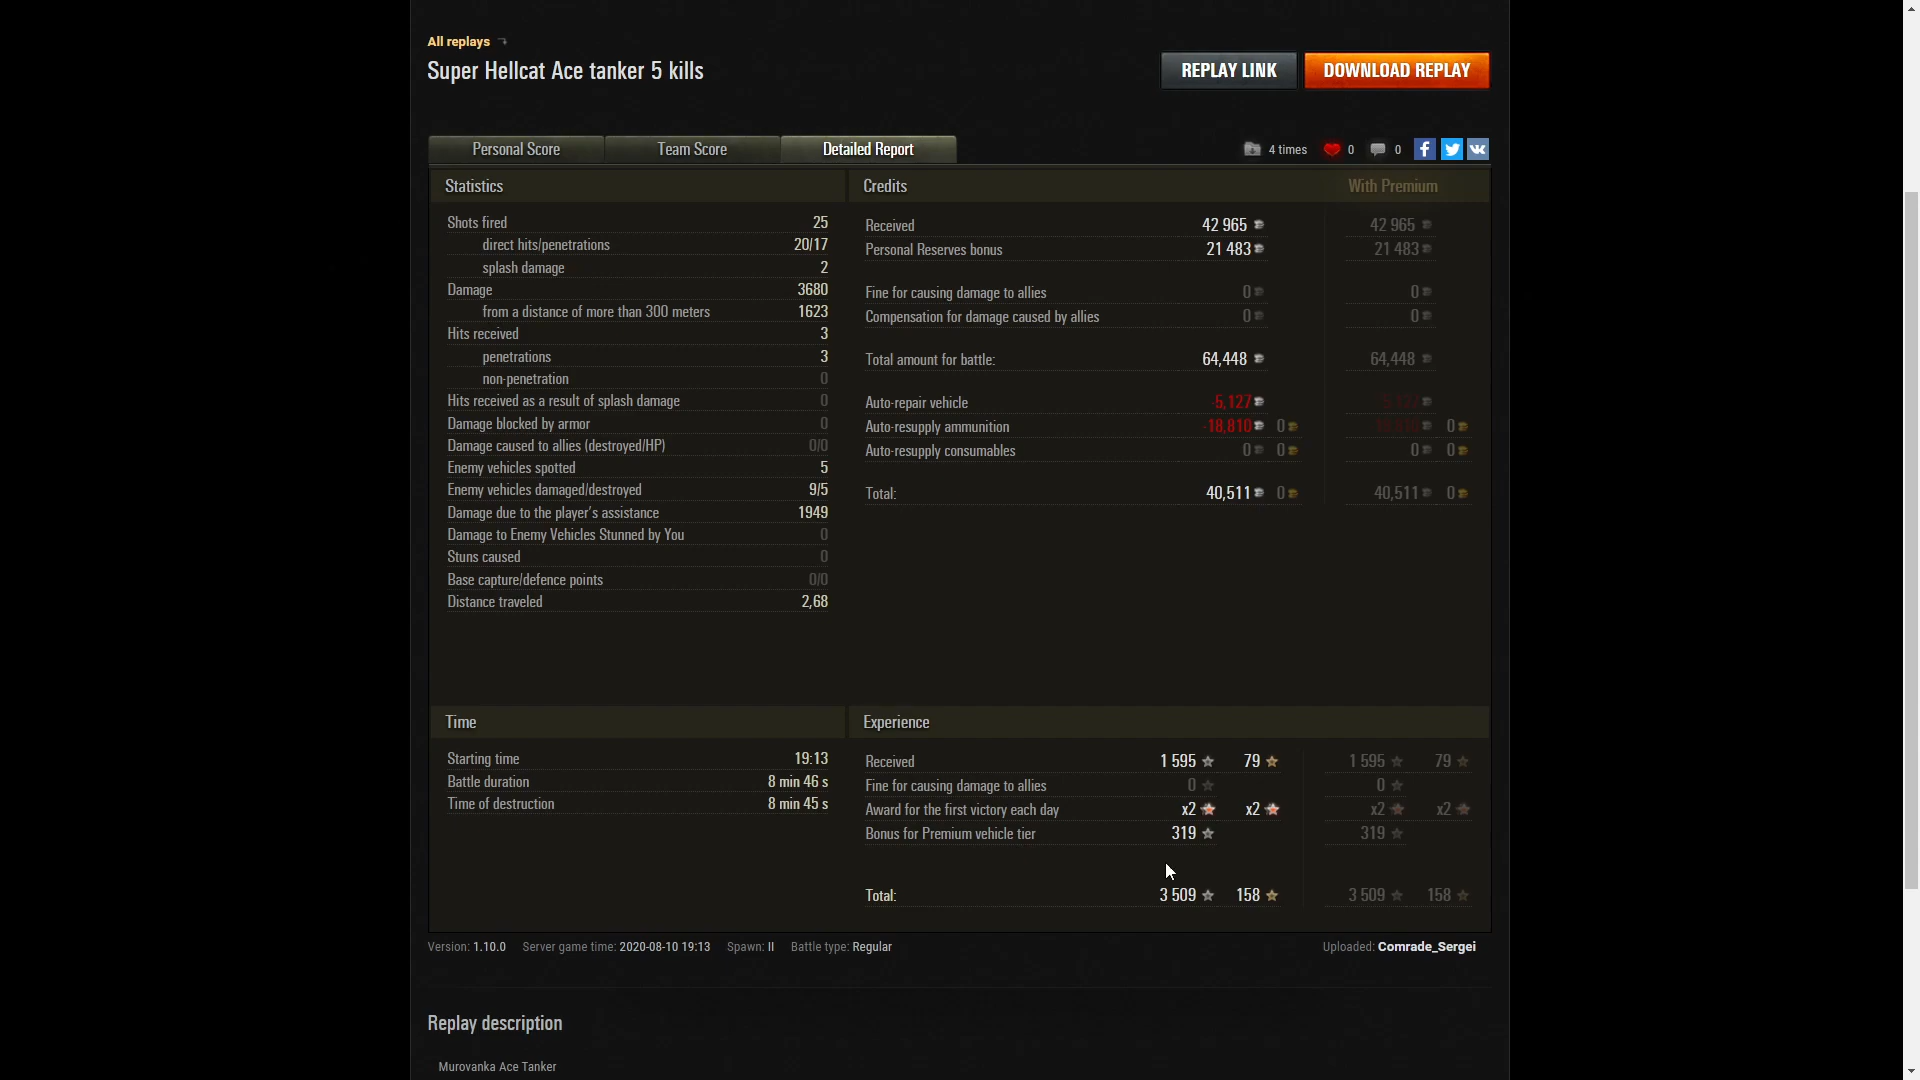 All replays
Super Hellcat Ace tanker 5 kills
REPLAY LINK
DOWNLOAD REPLAY
Personal Score
Team Score
Detailed Report
4 times
0
0
Statistics
Shots fired 25
direct hits/penetrations 20/17
splash damage 2
Damage 3680
from a distance of more than 300 meters 1623
Hits received 3
penetrations 3
non-penetration 0
Hits received as a result of splash damage 0
Damage blocked by armor 0
Damage caused to allies (destroyed/HP) 0/0
Enemy vehicles spotted 5
Enemy vehicles damaged/destroyed 9/5
Damage due to the player's assistance 1949
Damage to Enemy Vehicles Stunned by You 0
Stuns caused 0
Base capture/defence points 0/0
Distance traveled 2,68
Credits With Premium
Received 42 965 42 965
Personal Reserves bonus 21 483 21 483
Fine for causing damage to allies 0 0
Compensation for damage caused by allies 0 0
Total amount for battle: 64,448 64,448
Auto-repair vehicle -5,127 -5,127
Auto-resupply ammunition -18,810 0 -18,810 0
Auto-resupply consumables 0 0 0 0
Total: 40,511 0 40,511 0
Time
Starting time 19:13
Battle duration 8 min 46 s
Time of destruction 8 min 45 s
Experience
Received 1 595 79 1 595 79
Fine for causing damage to allies 0 0
Award for the first victory each day x2 x2 x2 x2
Bonus for Premium vehicle tier 319 319
Total: 3 509 158 3 509 158
Version: 1.10.0 Server game time: 2020-08-10 19:13 Spawn: II Battle type: Regular
Uploaded: Comrade_Sergei
Replay description
Murovanka Ace Tanker